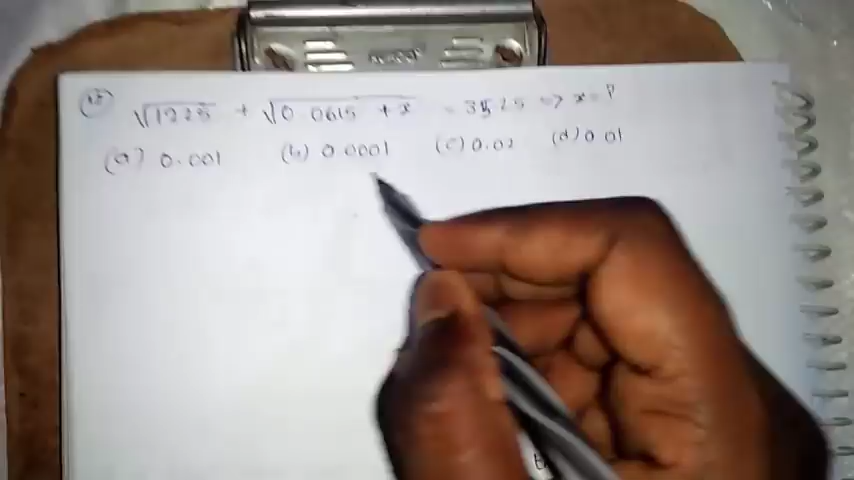 √1225 + √0.0615 + x = 35.25 => x = ?
(a) 0.001 (b) 0.0001 (c) 0.02 (d) 0.01